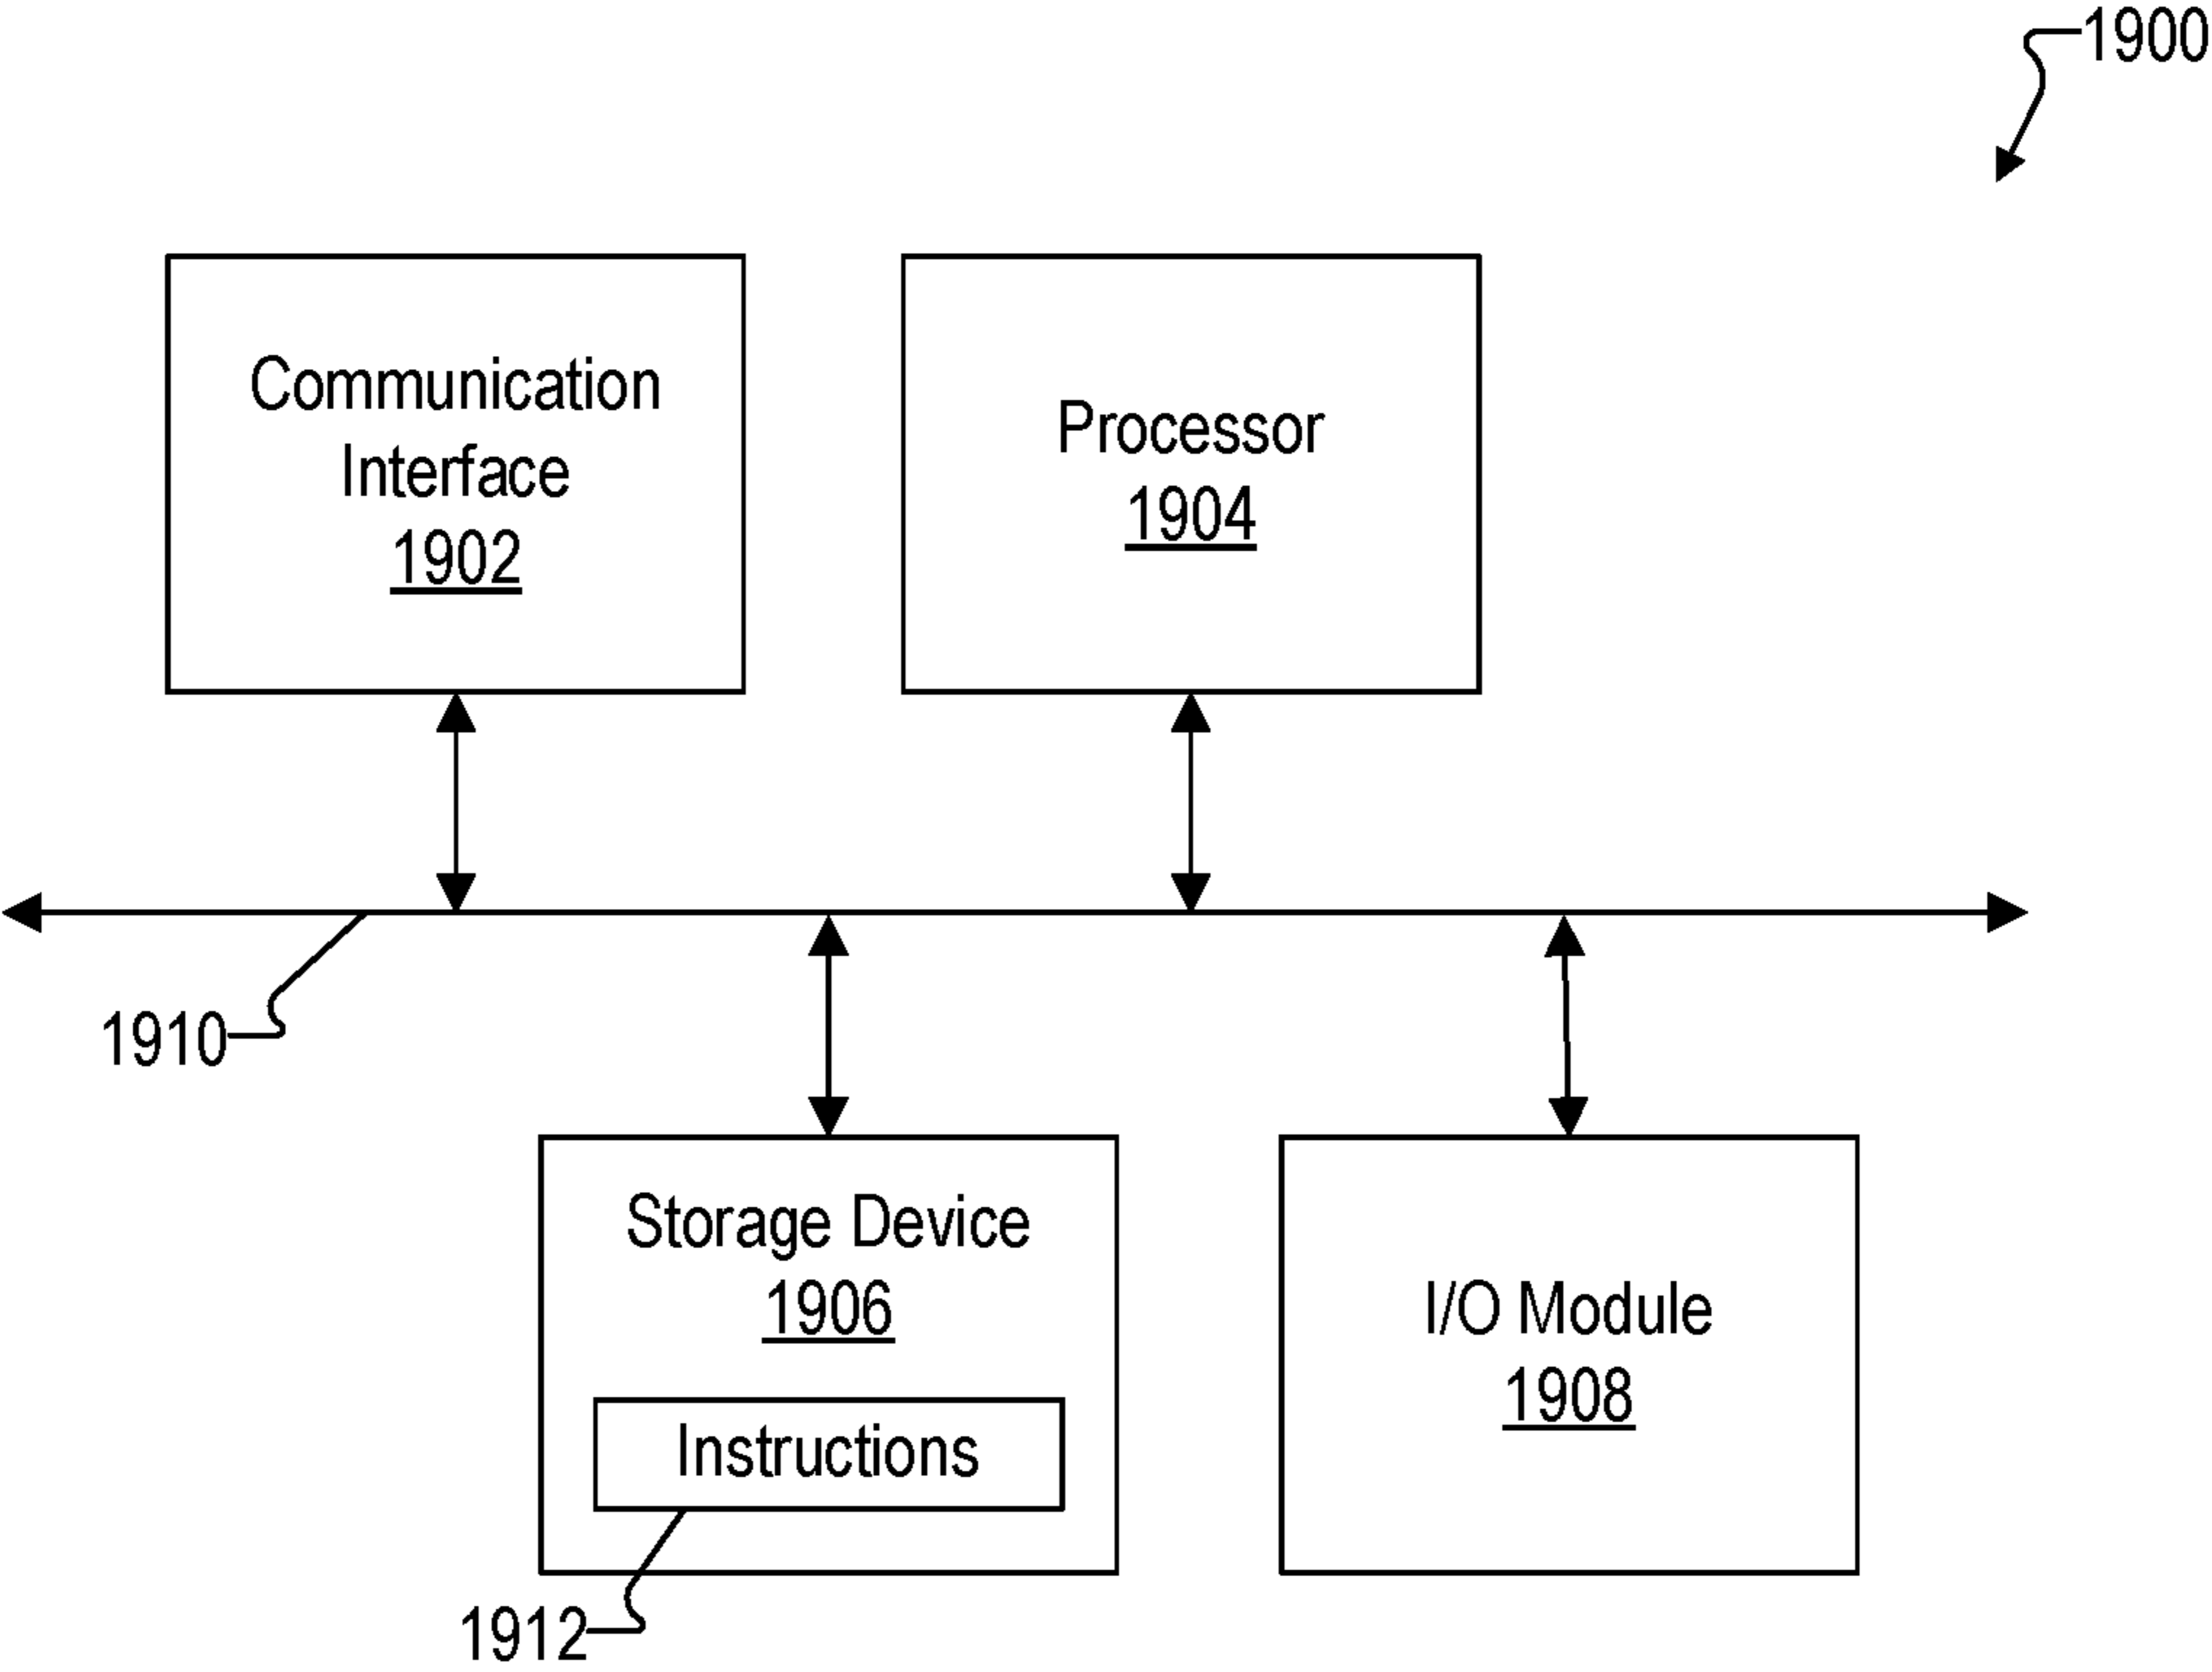 1900
Communication
Interface
1902
Processor
1904
1910
Storage Device
1906
Instructions
1912
I/O Module
1908